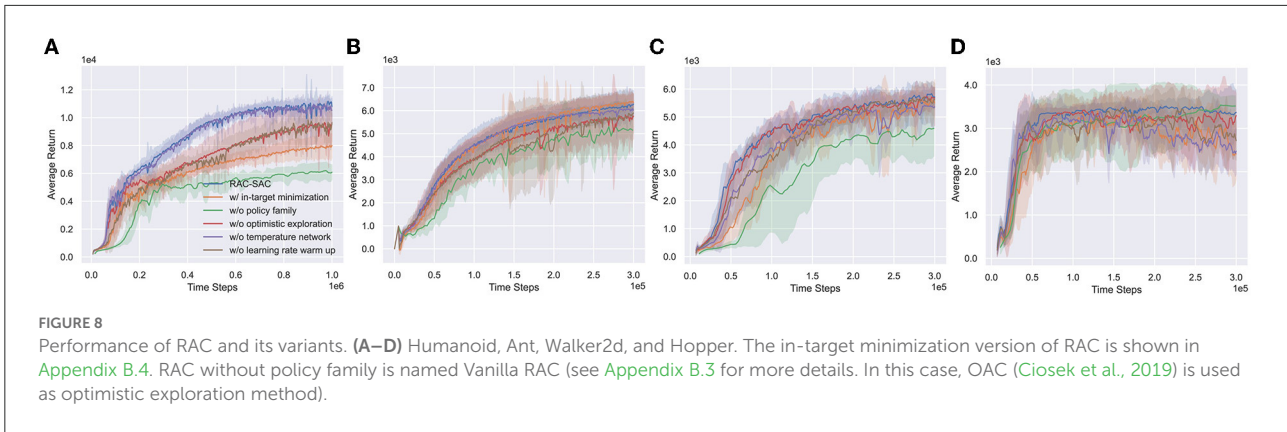 A
B
C
D
1e4
1e3
1e3
1e3
Average Return
1.2
1.0
0.8
0.6
0.4
0.2
0.0
RAC-SAC
w/ in-target minimization
w/o policy family
w/o optimistic exploration
w/o temperature network
w/o learning rate warm up
0.0 0.2 0.4 0.6 0.8 1.0
Time Steps
1e6
Average Return
7.0
6.0
5.0
4.0
3.0
2.0
1.0
0.0
0.0 0.5 1.0 1.5 2.0 2.5 3.0
Time Steps
1e5
Average Return
6.0
5.0
4.0
3.0
2.0
1.0
0.0
0.0 0.5 1.0 1.5 2.0 2.5 3.0
Time Steps
1e5
Average Return
4.0
3.0
2.0
1.0
0.0
0.0 0.5 1.0 1.5 2.0 2.5 3.0
Time Steps
1e5
FIGURE 8
Performance of RAC and its variants. (A–D) Humanoid, Ant, Walker2d, and Hopper. The in-target minimization version of RAC is shown in
Appendix B.4. RAC without policy family is named Vanilla RAC (see Appendix B.3 for more details. In this case, OAC (Ciosek et al., 2019) is used
as optimistic exploration method).